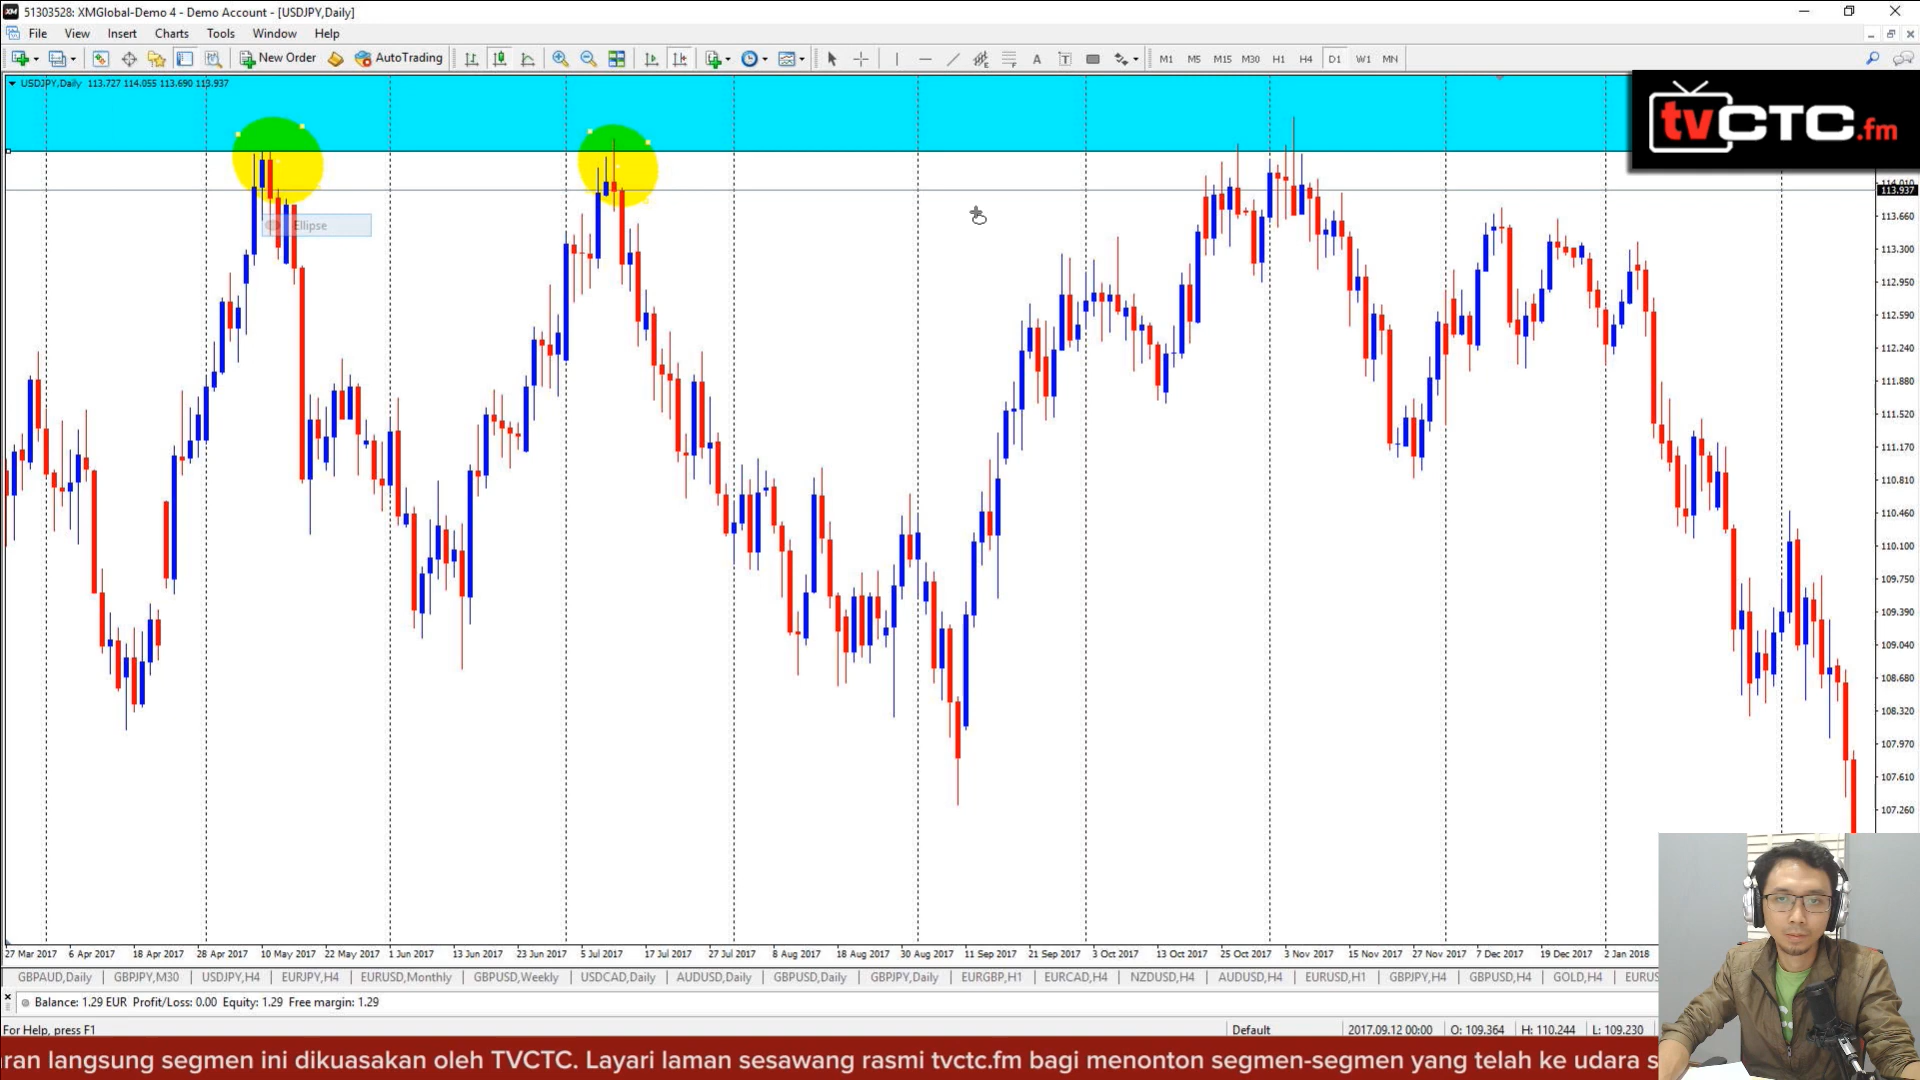 51303528: XMGlobal-Demo 4 - Demo Account - [USDJPY,Daily]
File View Insert Charts Tools Window Help
New Order AutoTrading A T M1 M5 M15 M30 H1 H4 D1 W1 MN
USDJPY,Daily 113.727 114.055 113.690 113.937
tvCTC.fm
Ellipse
114.010
113.937
113.660
113.300
112.950
112.590
112.240
111.880
111.520
111.170
110.810
110.460
110.100
109.750
109.390
109.040
108.680
108.320
107.970
107.610
107.260
27 Mar 2017 6 Apr 2017 18 Apr 2017 28 Apr 2017 10 May 2017 22 May 2017 1 Jun 2017 13 Jun 2017 23 Jun 2017 5 Jul 2017 17 Jul 2017 27 Jul 2017 8 Aug 2017 18 Aug 2017 30 Aug 2017 11 Sep 2017 21 Sep 2017 3 Oct 2017 13 Oct 2017 25 Oct 2017 3 Nov 2017 15 Nov 2017 27 Nov 2017 7 Dec 2017 19 Dec 2017 2 Jan 2018
GBPAUD,Daily GBPJPY,M30 USDJPY,H4 EURJPY,H4 EURUSD,Monthly GBPUSD,Weekly USDCAD,Daily AUDUSD,Daily GBPUSD,Daily GBPJPY,Daily EURGBP,H1 EURCAD,H4 NZDUSD,H4 AUDUSD,H4 EURUSD,H1 GBPJPY,H4 GBPUSD,H4 GOLD,H4 EURUS
Balance: 1.29 EUR Profit/Loss: 0.00 Equity: 1.29 Free margin: 1.29
For Help, press F1 Default 2017.09.12 00:00 O: 109.364 H: 110.244 L: 109.230
aran langsung segmen ini dikuasakan oleh TVCTC. Layari laman sesawang rasmi tvctc.fm bagi menonton segmen-segmen yang telah ke udara s